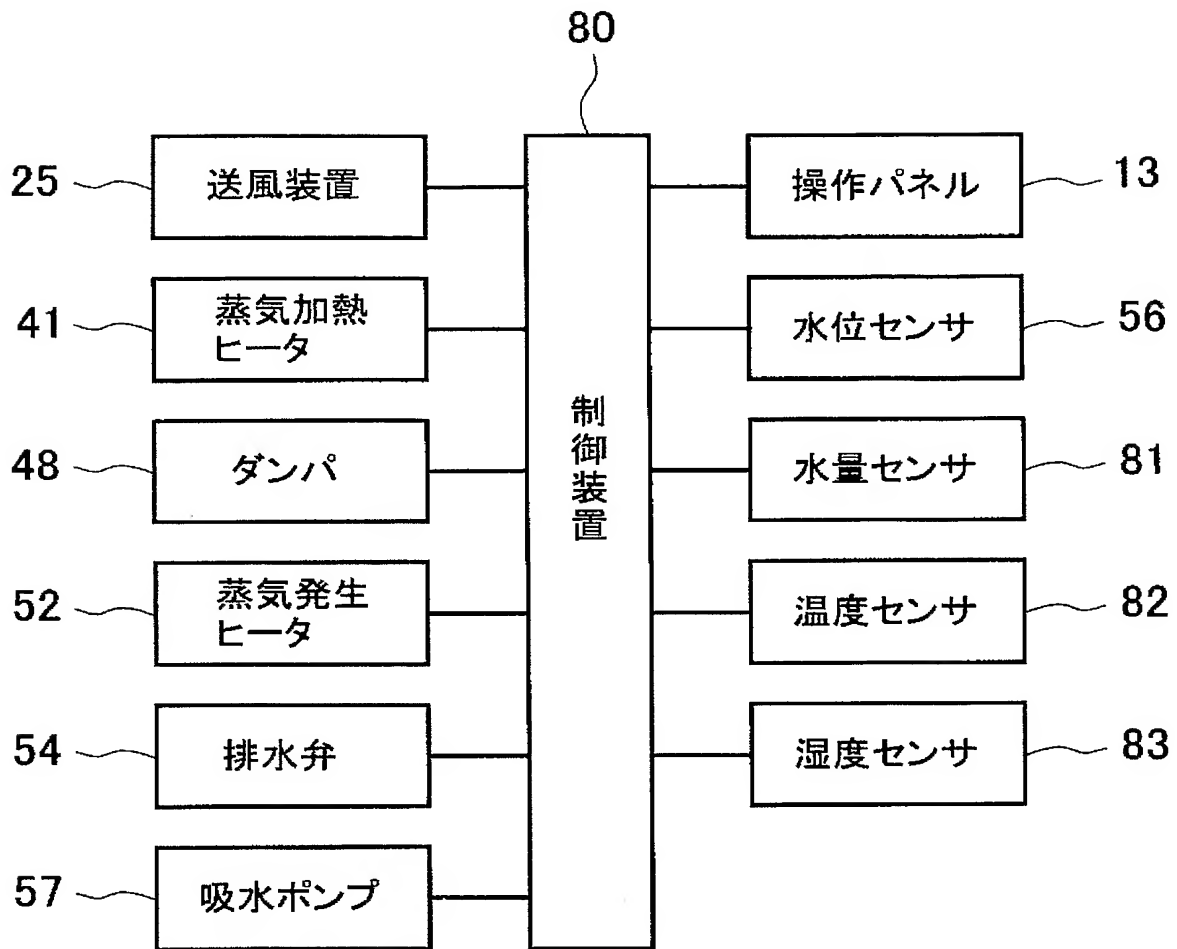 80
25
送風装置
操作パネル
13
41
蒸気加熱
ヒータ
水位センサ
56
制御装置
48
ダンパ
水量センサ
81
52
蒸気発生
ヒータ
温度センサ
82
54
排水弁
湿度センサ
83
57
吸水ポンプ